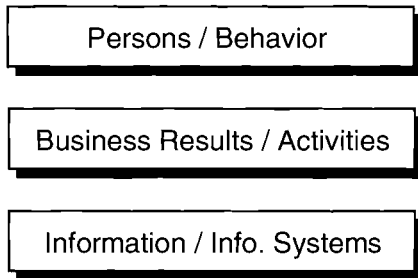 Persons / Behavior
Business Results / Activities
Information / Info. Systems